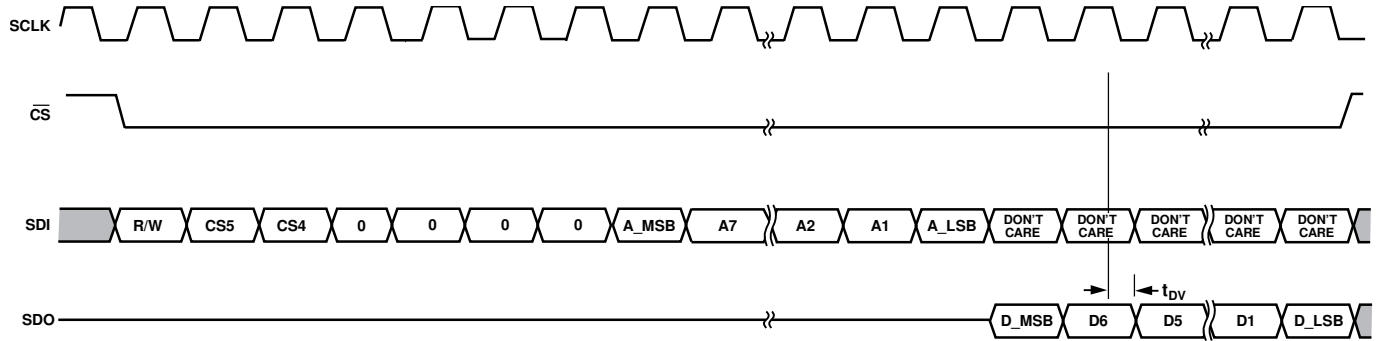 SCLK
CS
SDI R/W CS5 CS4 0 0 0 0 A_MSB A7 A2 A1 A_LSB DON'T CARE DON'T CARE DON'T CARE DON'T CARE DON'T CARE
tDV
SDO D_MSB D6 D5 D1 D_LSB